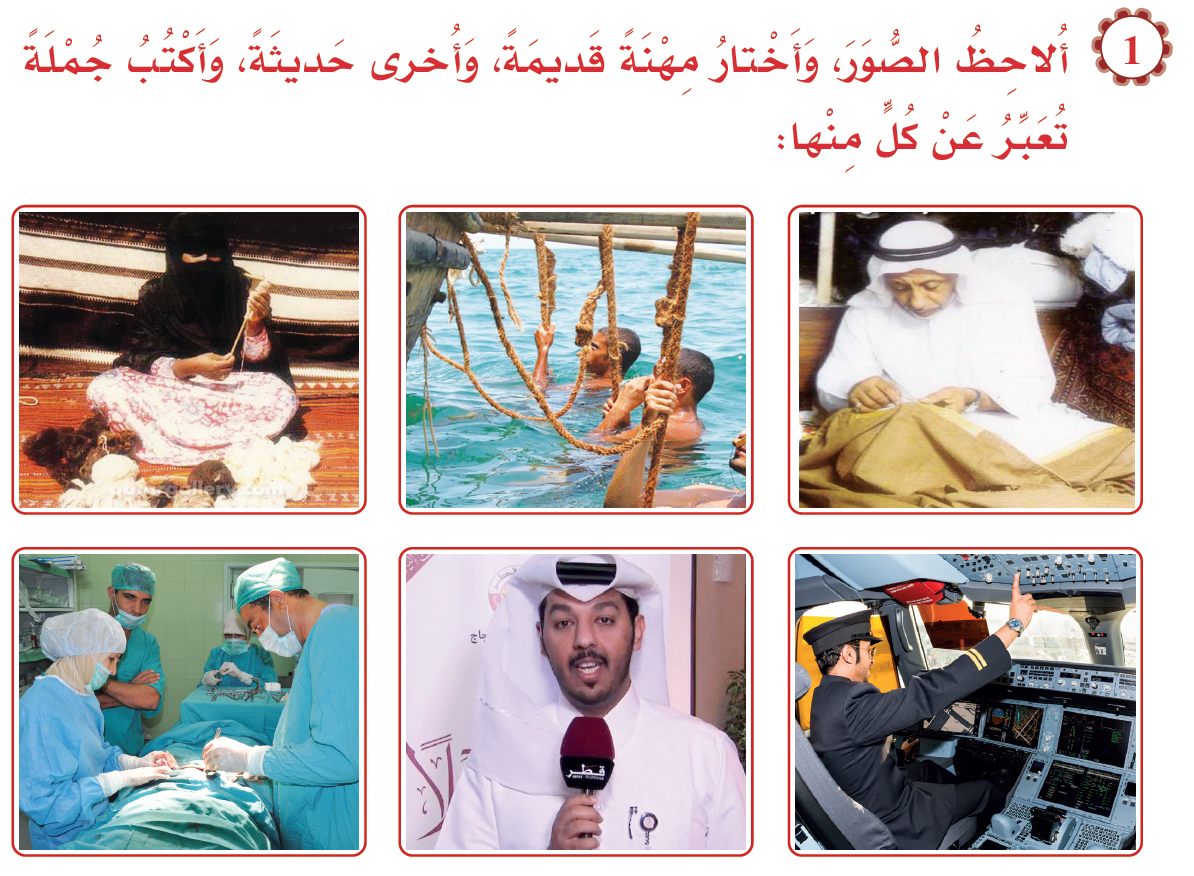 1
أُلاحِظُ الصُّوَرَ، وَأَخْتارُ مِهْنَةً قَديمَةً، وَأُخرى حَديثَةً، وَأَكْتُبُ جُمْلَةً
تُعَبِّرُ عَنْ كُلٍّ مِنْها:
قطر